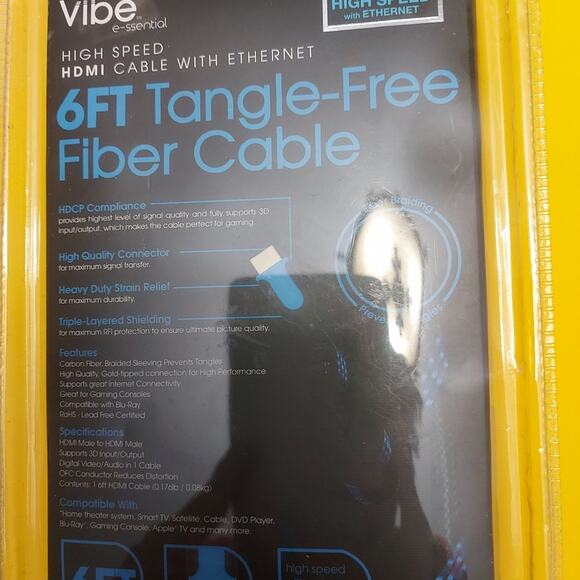 vibe
e-ssential
HIGH SPEED
with ETHERNET
HIGH SPEED
HDMI CABLE WITH ETHERNET
6FT Tangle-Free
Fiber Cable
HDCP Compliance
provides highest level of signal quality and fully supports 3D
input/output, which makes the cable perfect for gaming.
High Quality Connector
for maximum signal transfer.
Heavy Duty Strain Relief
for maximum durability.
Triple-Layered Shielding
for maximum RFI protection to ensure ultimate picture quality.
Braiding
Features
Carbon Fiber, Braided Sleeving Prevents Tangles
High Quality, Gold-tipped connection for High Performance
Supports great Internet Connectivity
Great for Gaming Consoles
Compatible with Blu-Ray
RoHS - Lead Free Certified
Specifications
HDMI Male to HDMI Male
Supports 3D Input/Output
Digital Video/Audio in 1 Cable
OFC Conductor Reduces Distortion
Contents: 1 6ft HDMI Cable (0.17lb / 0.08kg)
Compatible With
*Home theater system, Smart TV, Satellite, Cable, DVD Player,
Blu-Ray®, Gaming Console, Apple® TV and many more.
6FT
high speed